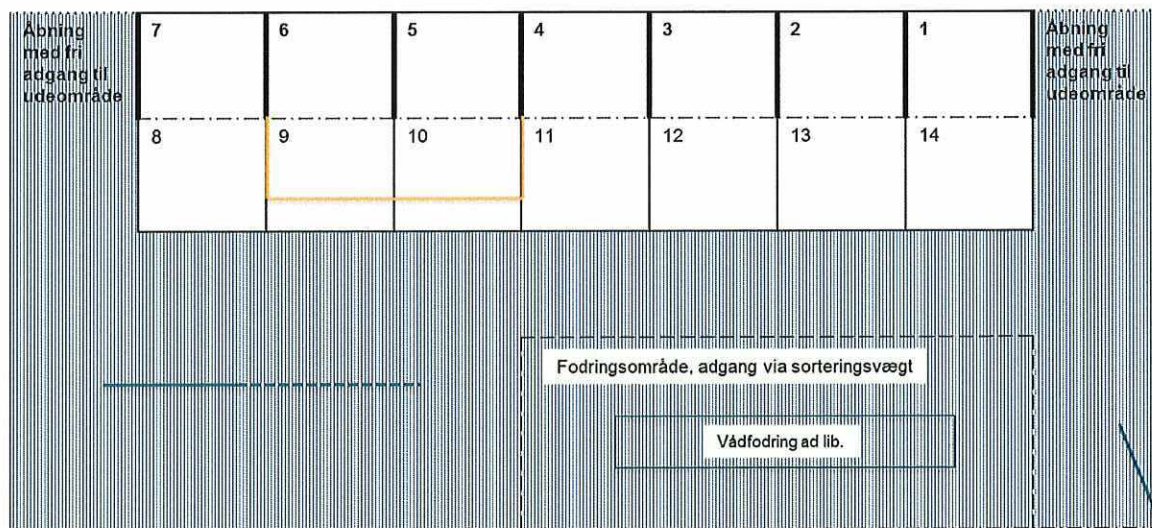 Åbning
med fri
adgang til
udeområde
7 6 5 4 3 2 1
Åbning
med fri
adgang til
udeområde
8 9 10 11 12 13 14
Fodringsområde, adgang via sorteringsvægt
Vådfodring ad lib.